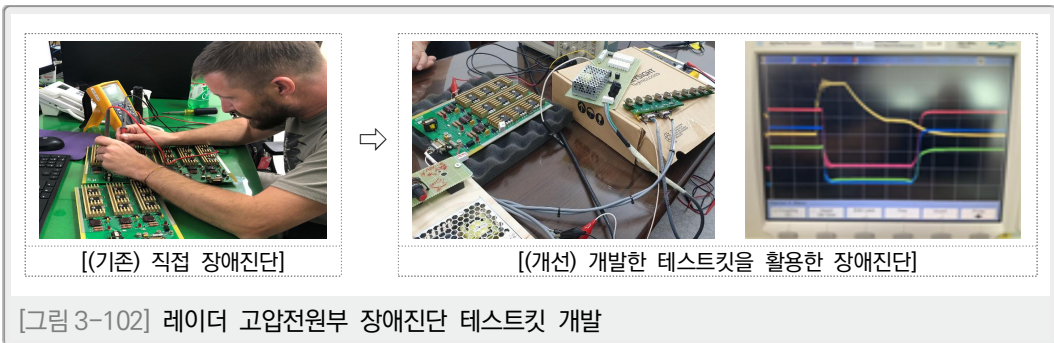 [(기존) 직접 장애진단]
⇨
[(개선) 개발한 테스트킷을 활용한 장애진단]
[그림 3-102] 레이더 고압전원부 장애진단 테스트킷 개발